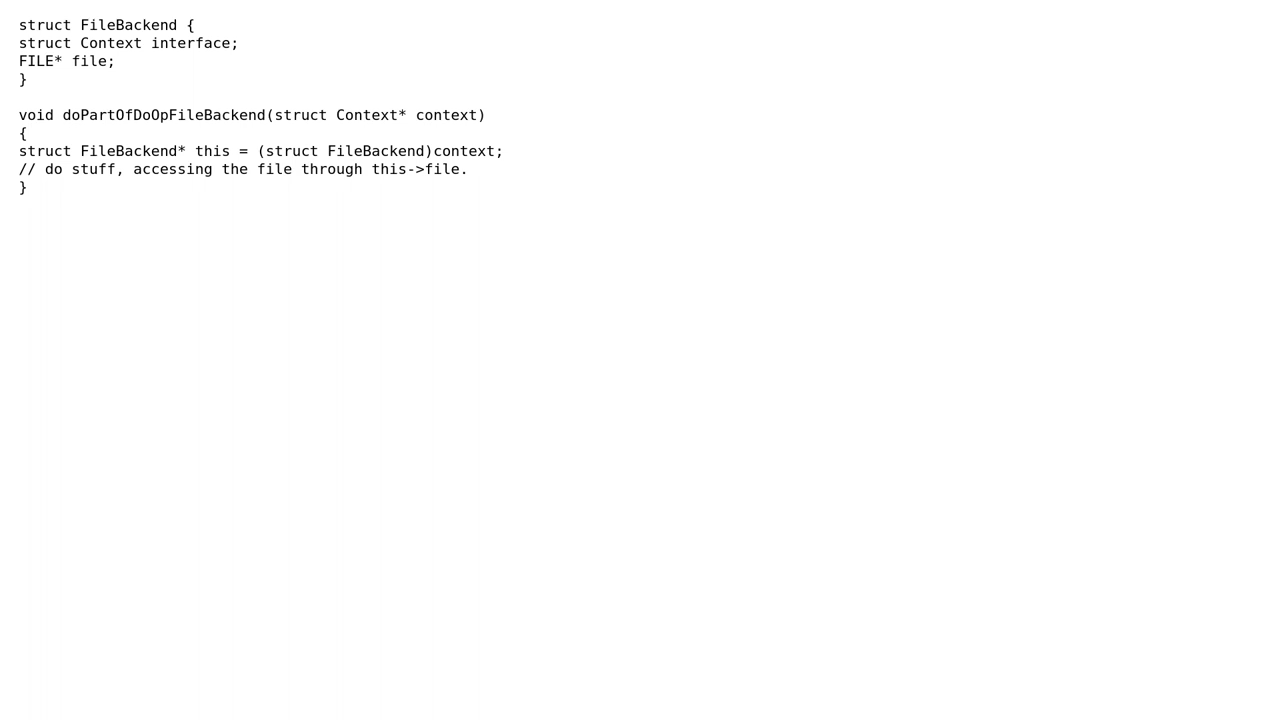 struct FileBackend {
struct Context interface;
FILE* file;
}

void doPartOfDoOpFileBackend(struct Context* context)
{
struct FileBackend* this = (struct FileBackend)context;
// do stuff, accessing the file through this->file.
}